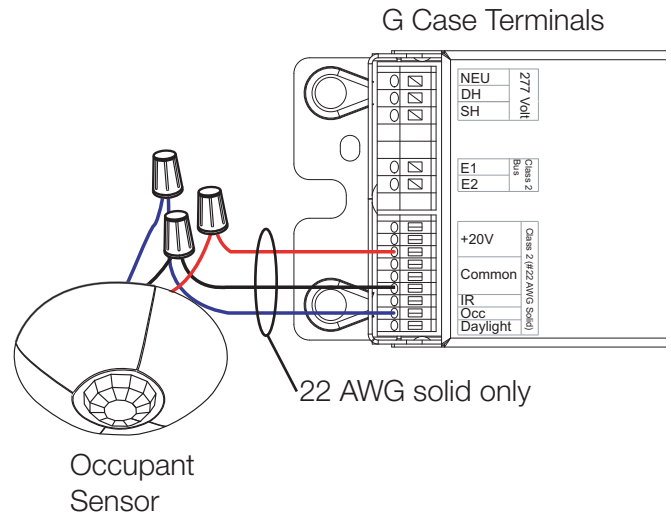 G Case Terminals
NEU
DH
SH
277 Volt
E1
E2
Class 2
Bus
+20V
Common
IR
Occ
Daylight
Class 2 (#22 AWG Solid)
22 AWG solid only
Occupant
Sensor